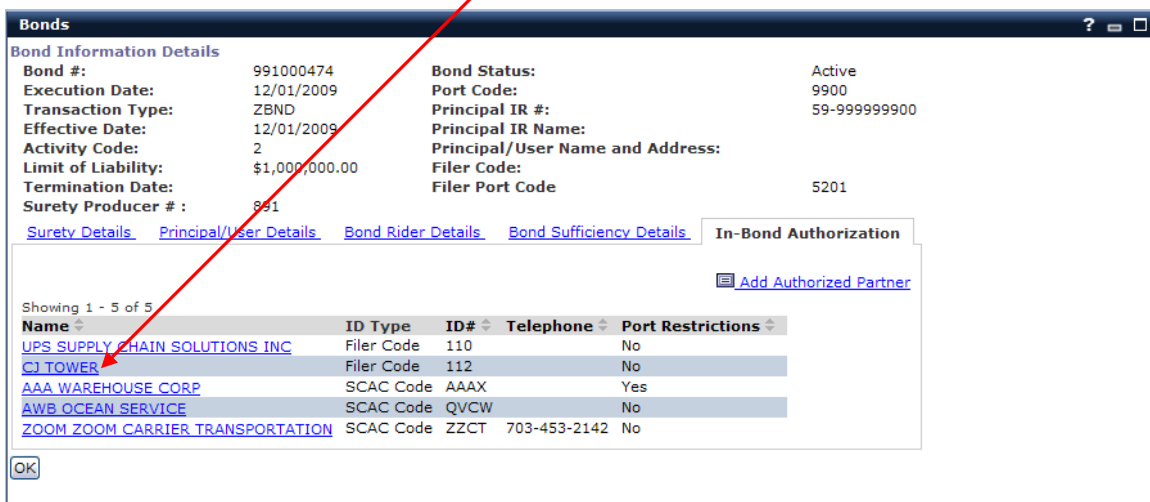 Bonds ?
Bond Information Details
Bond #: 991000474 Bond Status: Active
Execution Date: 12/01/2009 Port Code: 9900
Transaction Type: ZBND Principal IR #: 59-999999900
Effective Date: 12/01/2009 Principal IR Name:
Activity Code: 2 Principal/User Name and Address:
Limit of Liability: $1,000,000.00 Filer Code:
Termination Date: Filer Port Code 5201
Surety Producer # : 891
Surety Details Principal/User Details Bond Rider Details Bond Sufficiency Details In-Bond Authorization
Add Authorized Partner
Showing 1 - 5 of 5
Name ID Type ID# Telephone Port Restrictions
UPS SUPPLY CHAIN SOLUTIONS INC Filer Code 110 No
CJ TOWER Filer Code 112 No
AAA WAREHOUSE CORP SCAC Code AAAX Yes
AWB OCEAN SERVICE SCAC Code QVCW No
ZOOM ZOOM CARRIER TRANSPORTATION SCAC Code ZZCT 703-453-2142 No
OK